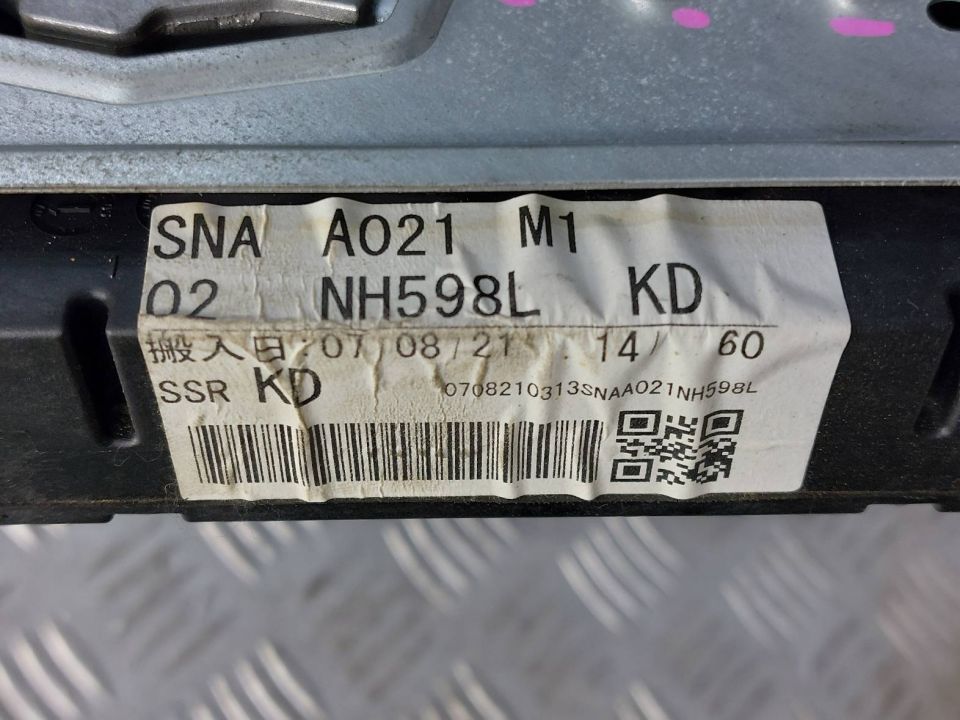 SNA A021 M1
02 NH598L KD
搬入日:07/08/21 14/ 60
SSR KD 0708210313SNAA021NH598L